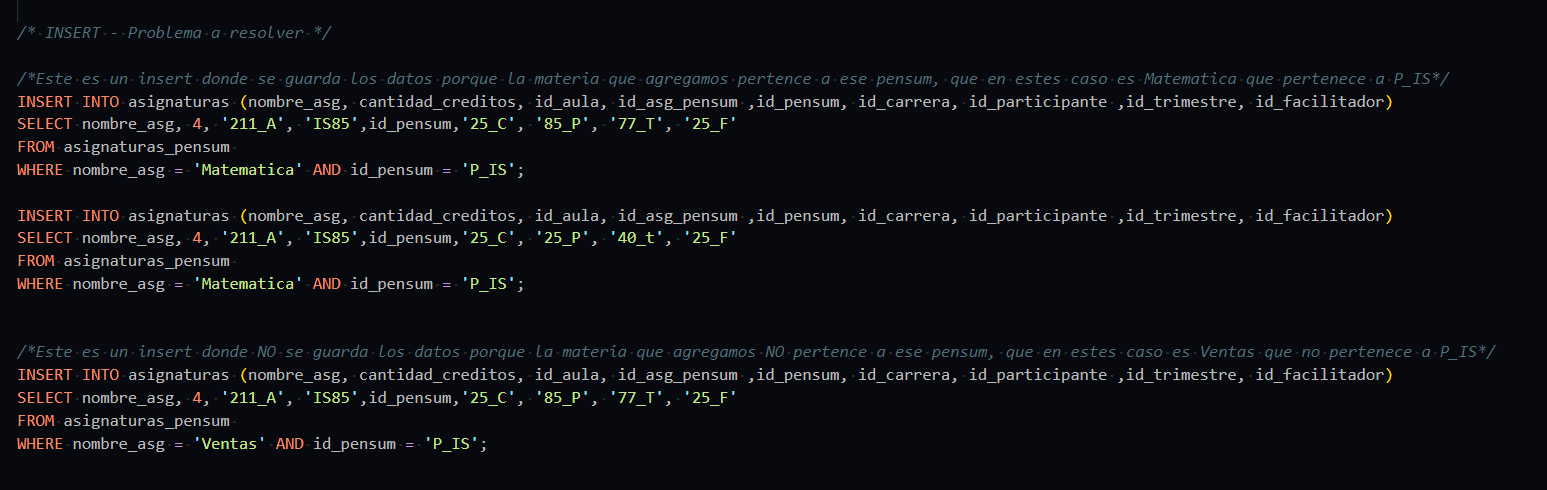 /* INSERT - Problema a resolver */
/*Este es un insert donde se guarda los datos porque la materia que agregamos pertence a ese pensum, que en estes caso es Matematica que pertenece a P_IS*/
INSERT INTO asignaturas (nombre_asg, cantidad_creditos, id_aula, id_asg_pensum ,id_pensum, id_carrera, id_participante ,id_trimestre, id_facilitador)
SELECT nombre_asg, 4, '211_A', 'IS85',id_pensum,'25_C', '85_P', '77_T', '25_F'
FROM asignaturas_pensum
WHERE nombre_asg = 'Matematica' AND id_pensum = 'P_IS';
INSERT INTO asignaturas (nombre_asg, cantidad_creditos, id_aula, id_asg_pensum ,id_pensum, id_carrera, id_participante ,id_trimestre, id_facilitador)
SELECT nombre_asg, 4, '211_A', 'IS85',id_pensum,'25_C', '25_P', '40_t', '25_F'
FROM asignaturas_pensum
WHERE nombre_asg = 'Matematica' AND id_pensum = 'P_IS';
/*Este es un insert donde NO se guarda los datos porque la materia que agregamos NO pertence a ese pensum, que en estes caso es Ventas que no pertenece a P_IS*/
INSERT INTO asignaturas (nombre_asg, cantidad_creditos, id_aula, id_asg_pensum ,id_pensum, id_carrera, id_participante ,id_trimestre, id_facilitador)
SELECT nombre_asg, 4, '211_A', 'IS85',id_pensum,'25_C', '85_P', '77_T', '25_F'
FROM asignaturas_pensum
WHERE nombre_asg = 'Ventas' AND id_pensum = 'P_IS';